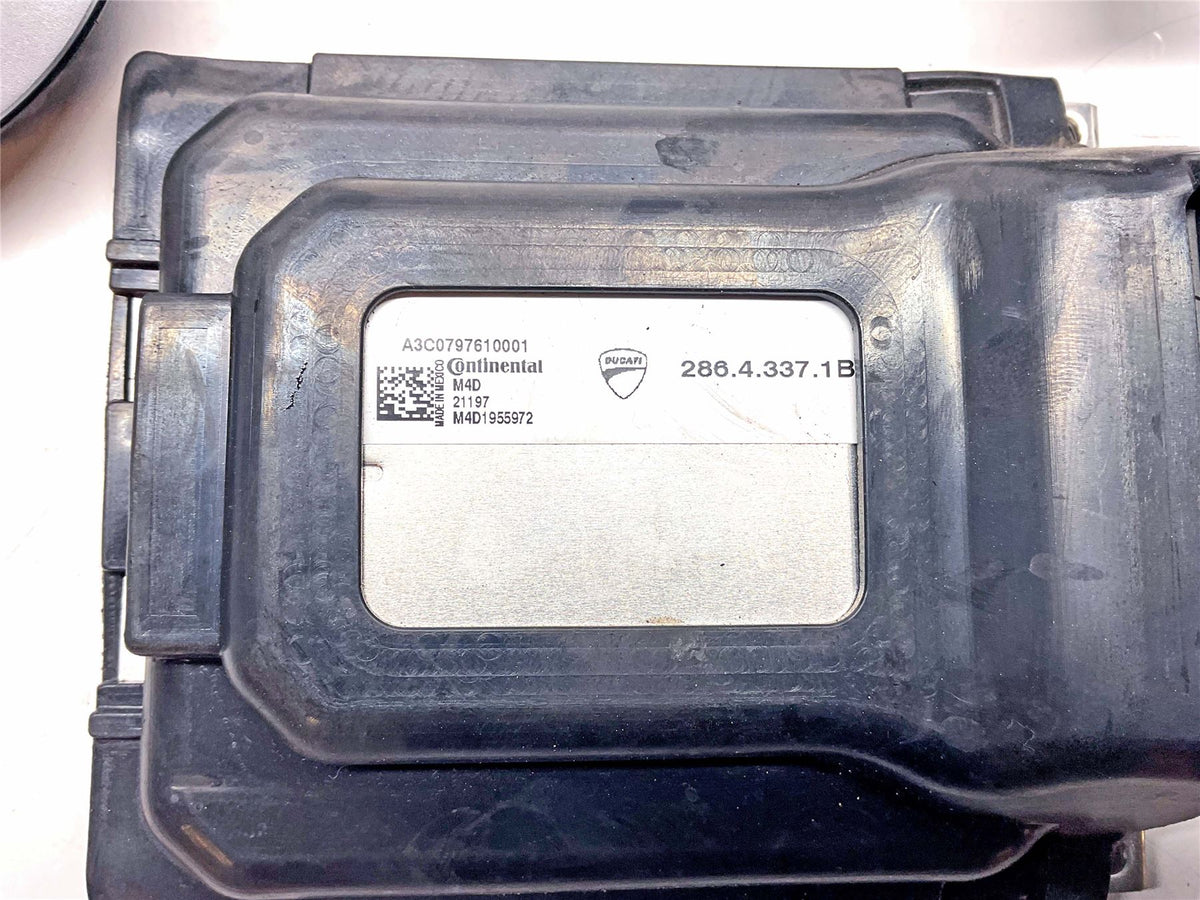 A3C0797610001
MADE IN MEXICO
Continental
M4D
21197
M4D1955972
DUCATI
286.4.337.1B